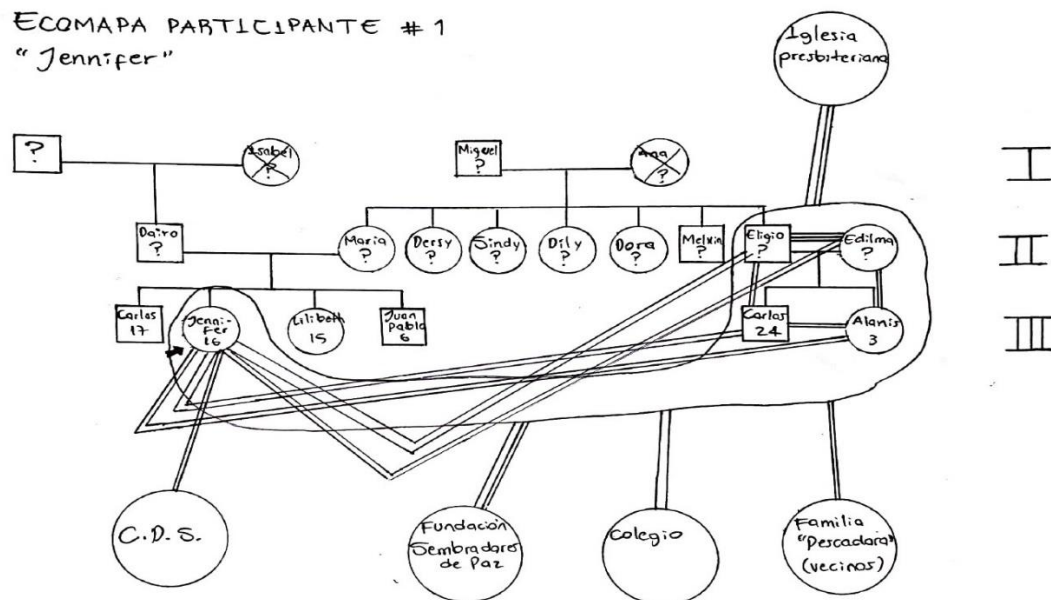 ECOMAPA PARTICIPANTE # 1
"Jennifer"
Iglesia
presbiteriana
?
Isabel
?
Miguel
?
Ana
?
I
Dairo
?
Maria
?
Dersy
?
Sindy
?
Dily
?
Dora
?
Melvin
?
Eligio
?
Edilma
?
II
Carlos
17
Jenni-
fer
16
Lilibeth
15
Juan
Pablo
6
Carlos
24
Alanis
3
III
C.D.S.
Fundación
Sembradores
de Paz
Colegio
Familia
"Pescadora"
(vecinos)